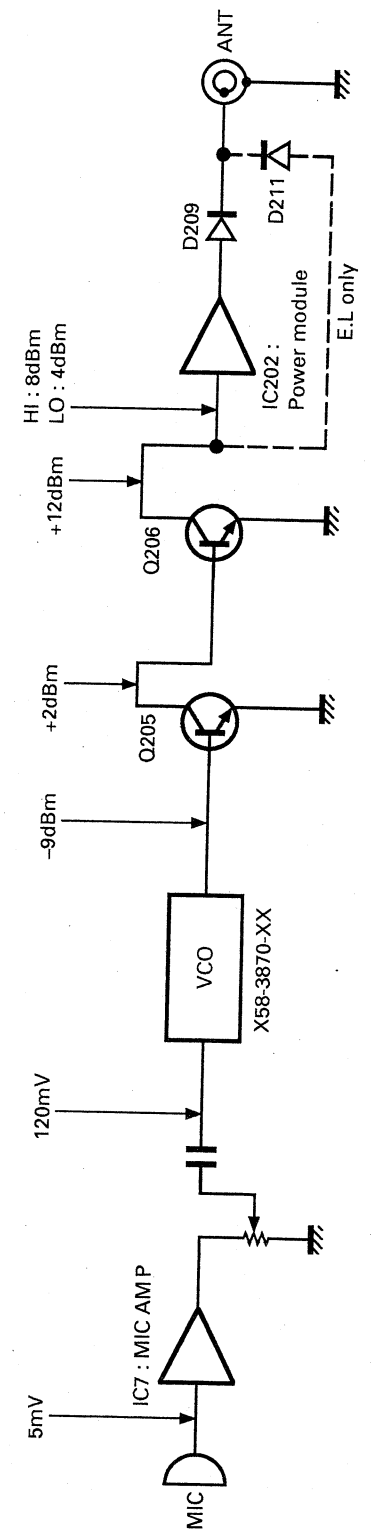 MIC
5mV
IC7 : MIC AMP
120mV
VCO
X58-3870-XX
–9dBm
Q205
+2dBm
Q206
+12dBm
HI : 8dBm
LO : 4dBm
IC202 :
Power module
D209
D211
E.L only
ANT